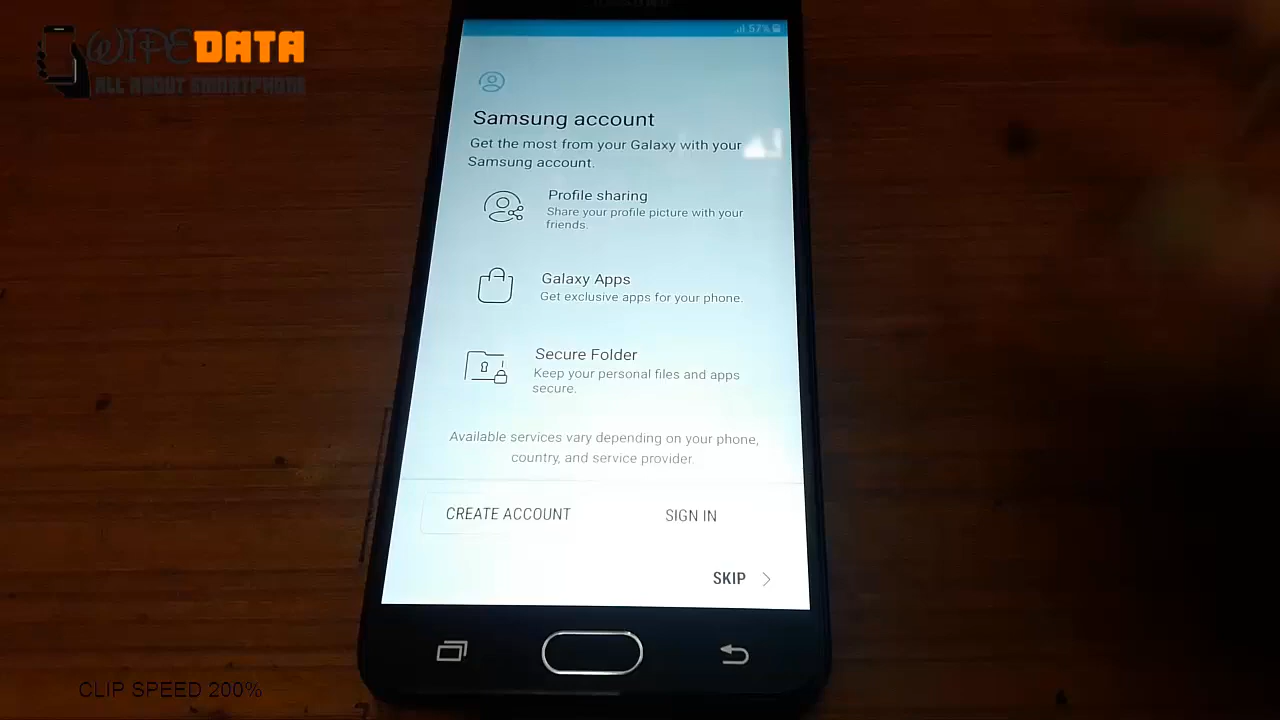 WIPEDATA
ALL ABOUT SMARTPHONE
57%
Samsung account
Get the most from your Galaxy with your
Samsung account.
Profile sharing
Share your profile picture with your
friends.
Galaxy Apps
Get exclusive apps for your phone.
Secure Folder
Keep your personal files and apps
secure.
Available services vary depending on your phone,
country, and service provider.
CREATE ACCOUNT
SIGN IN
SKIP
CLIP SPEED 200%